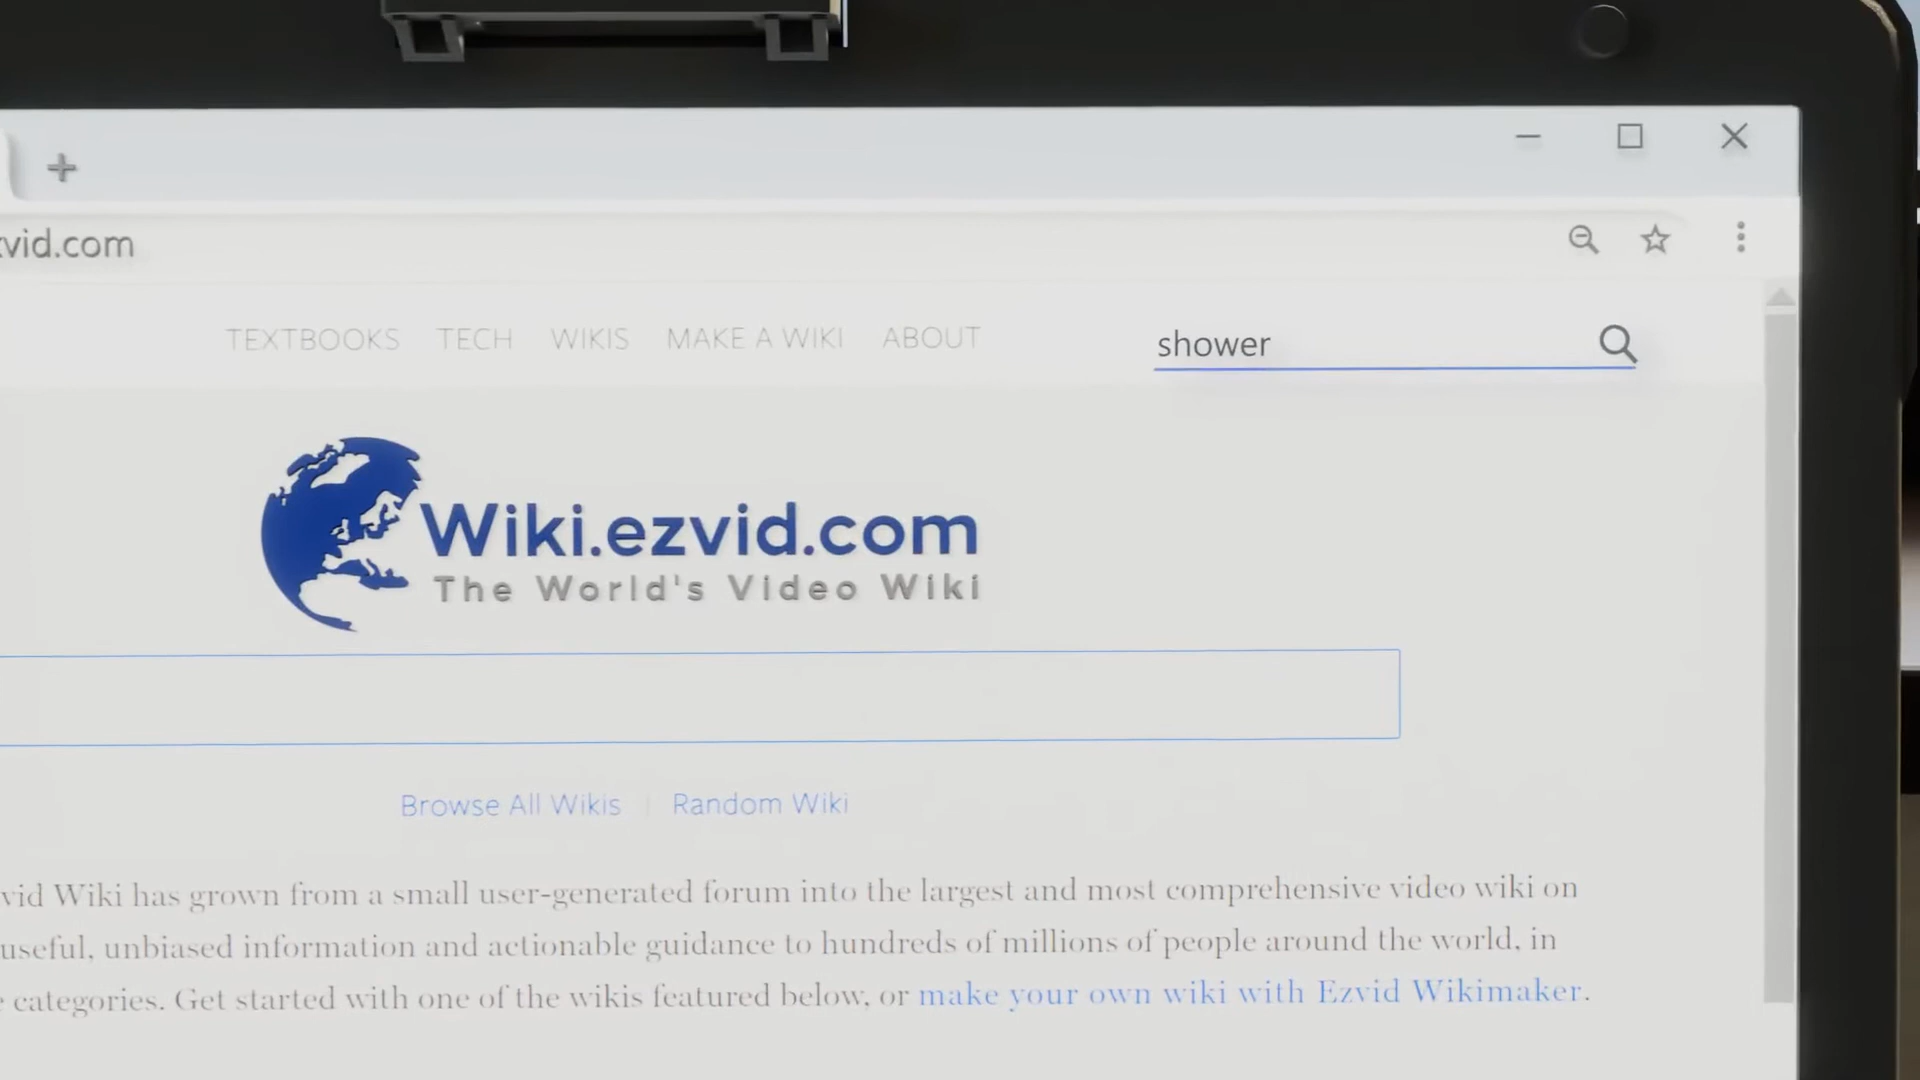 vid.com
TEXTBOOKS TECH WIKIS MAKE A WIKI ABOUT
shower
Wiki.ezvid.com
The World's Video Wiki
Browse All Wikis | Random Wiki
vid Wiki has grown from a small user-generated forum into the largest and most comprehensive video wiki on
useful, unbiased information and actionable guidance to hundreds of millions of people around the world, in
categories. Get started with one of the wikis featured below, or make your own wiki with Ezvid Wikimaker.